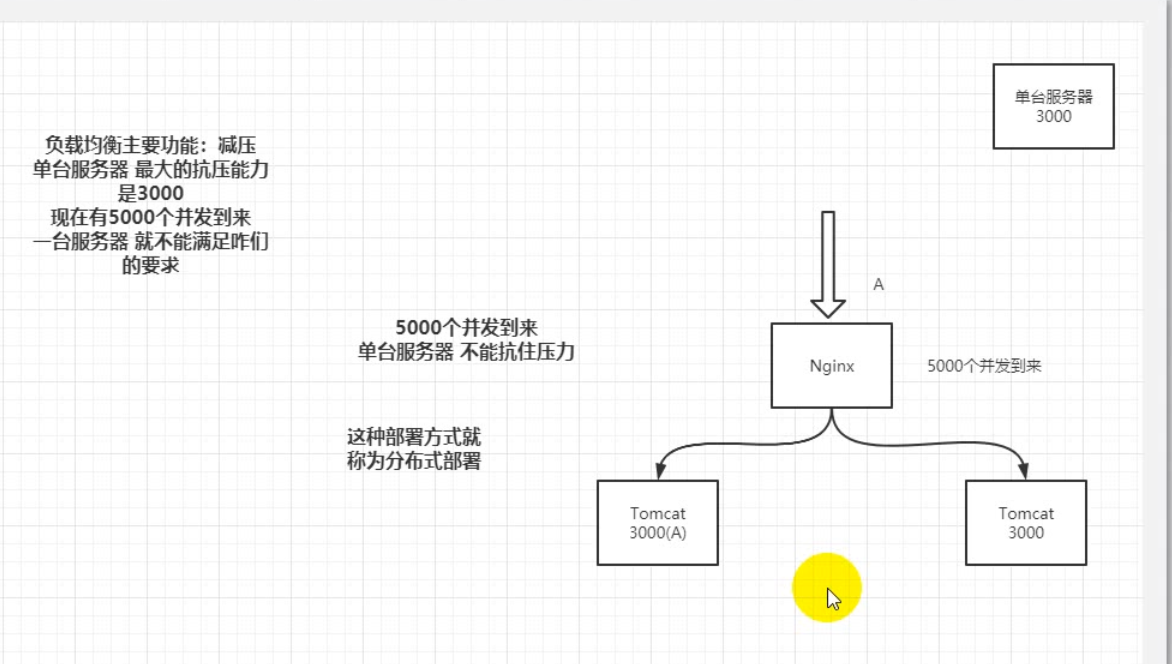 单台服务器
3000
负载均衡主要功能：减压
单台服务器 最大的抗压能力
是3000
现在有5000个并发到来
一台服务器 就不能满足咱们
的要求
A
5000个并发到来
单台服务器 不能抗住压力
Nginx
5000个并发到来
这种部署方式就
称为分布式部署
Tomcat
3000(A)
Tomcat
3000